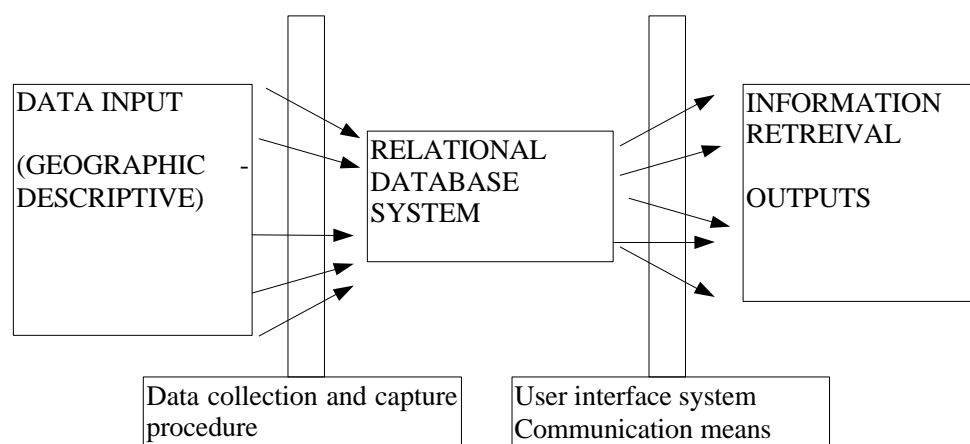 DATA INPUT
(GEOGRAPHIC -
DESCRIPTIVE)
RELATIONAL
DATABASE
SYSTEM
INFORMATION
RETREIVAL
OUTPUTS
Data collection and capture
procedure
User interface system
Communication means